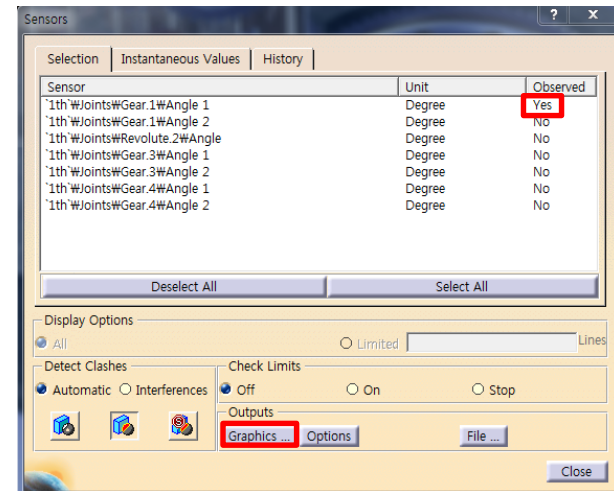 Sensors
? x
Selection Instantaneous Values History
Sensor Unit Observed
`1th`₩Joints₩Gear.1₩Angle 1 Degree Yes
`1th`₩Joints₩Gear.1₩Angle 2 Degree No
`1th`₩Joints₩Revolute.2₩Angle Degree No
`1th`₩Joints₩Gear.3₩Angle 1 Degree No
`1th`₩Joints₩Gear.3₩Angle 2 Degree No
`1th`₩Joints₩Gear.4₩Angle 1 Degree No
`1th`₩Joints₩Gear.4₩Angle 2 Degree No
Deselect All Select All
Display Options
All Limited Lines
Detect Clashes Check Limits
Automatic Interferences Off On Stop
Outputs
Graphics ... Options File ...
Close